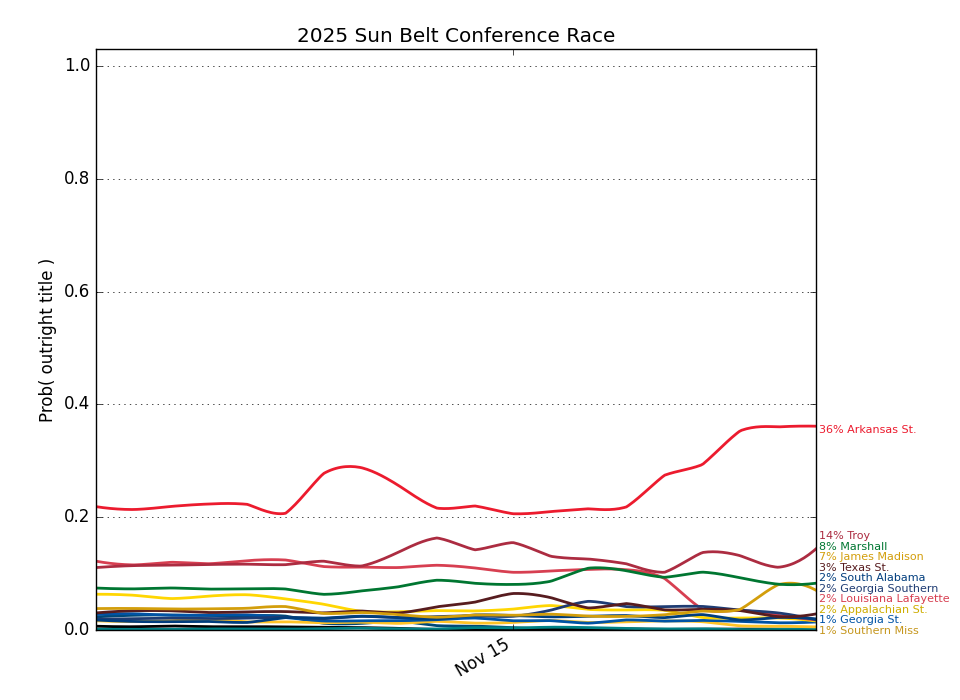 2025 Sun Belt Conference Race
Prob( outright title )
1.0
0.8
0.6
0.4
0.2
0.0
Nov 15
36% Arkansas St.
14% Troy
8% Marshall
7% James Madison
3% Texas St.
2% South Alabama
2% Georgia Southern
2% Louisiana Lafayette
2% Appalachian St.
1% Georgia St.
1% Southern Miss